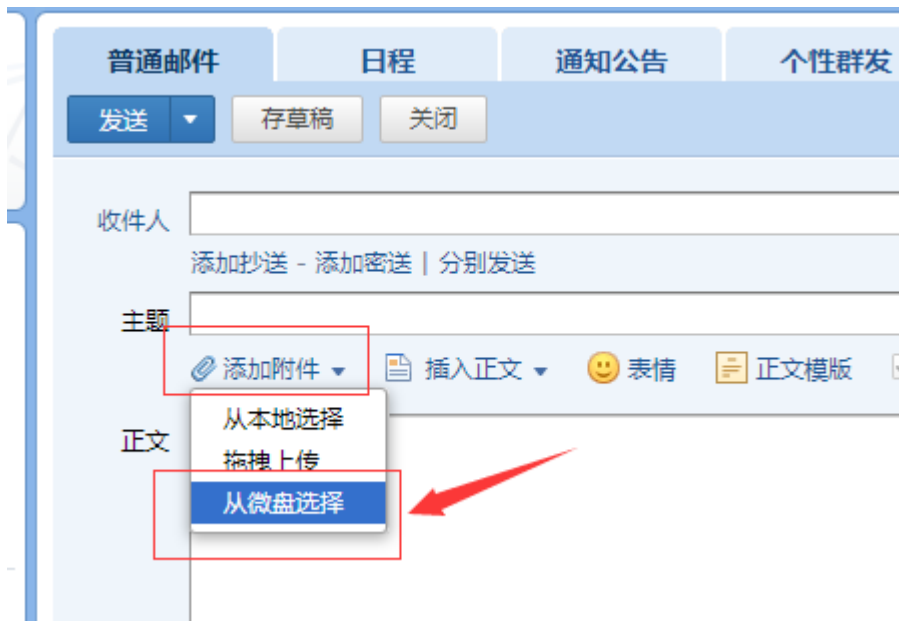 普通邮件 日程 通知公告 个性群发
发送 存草稿 关闭
收件人
添加抄送 - 添加密送 | 分别发送
主题
添加附件 插入正文 表情 正文模版
从本地选择
正文
拖拽上传
从微盘选择